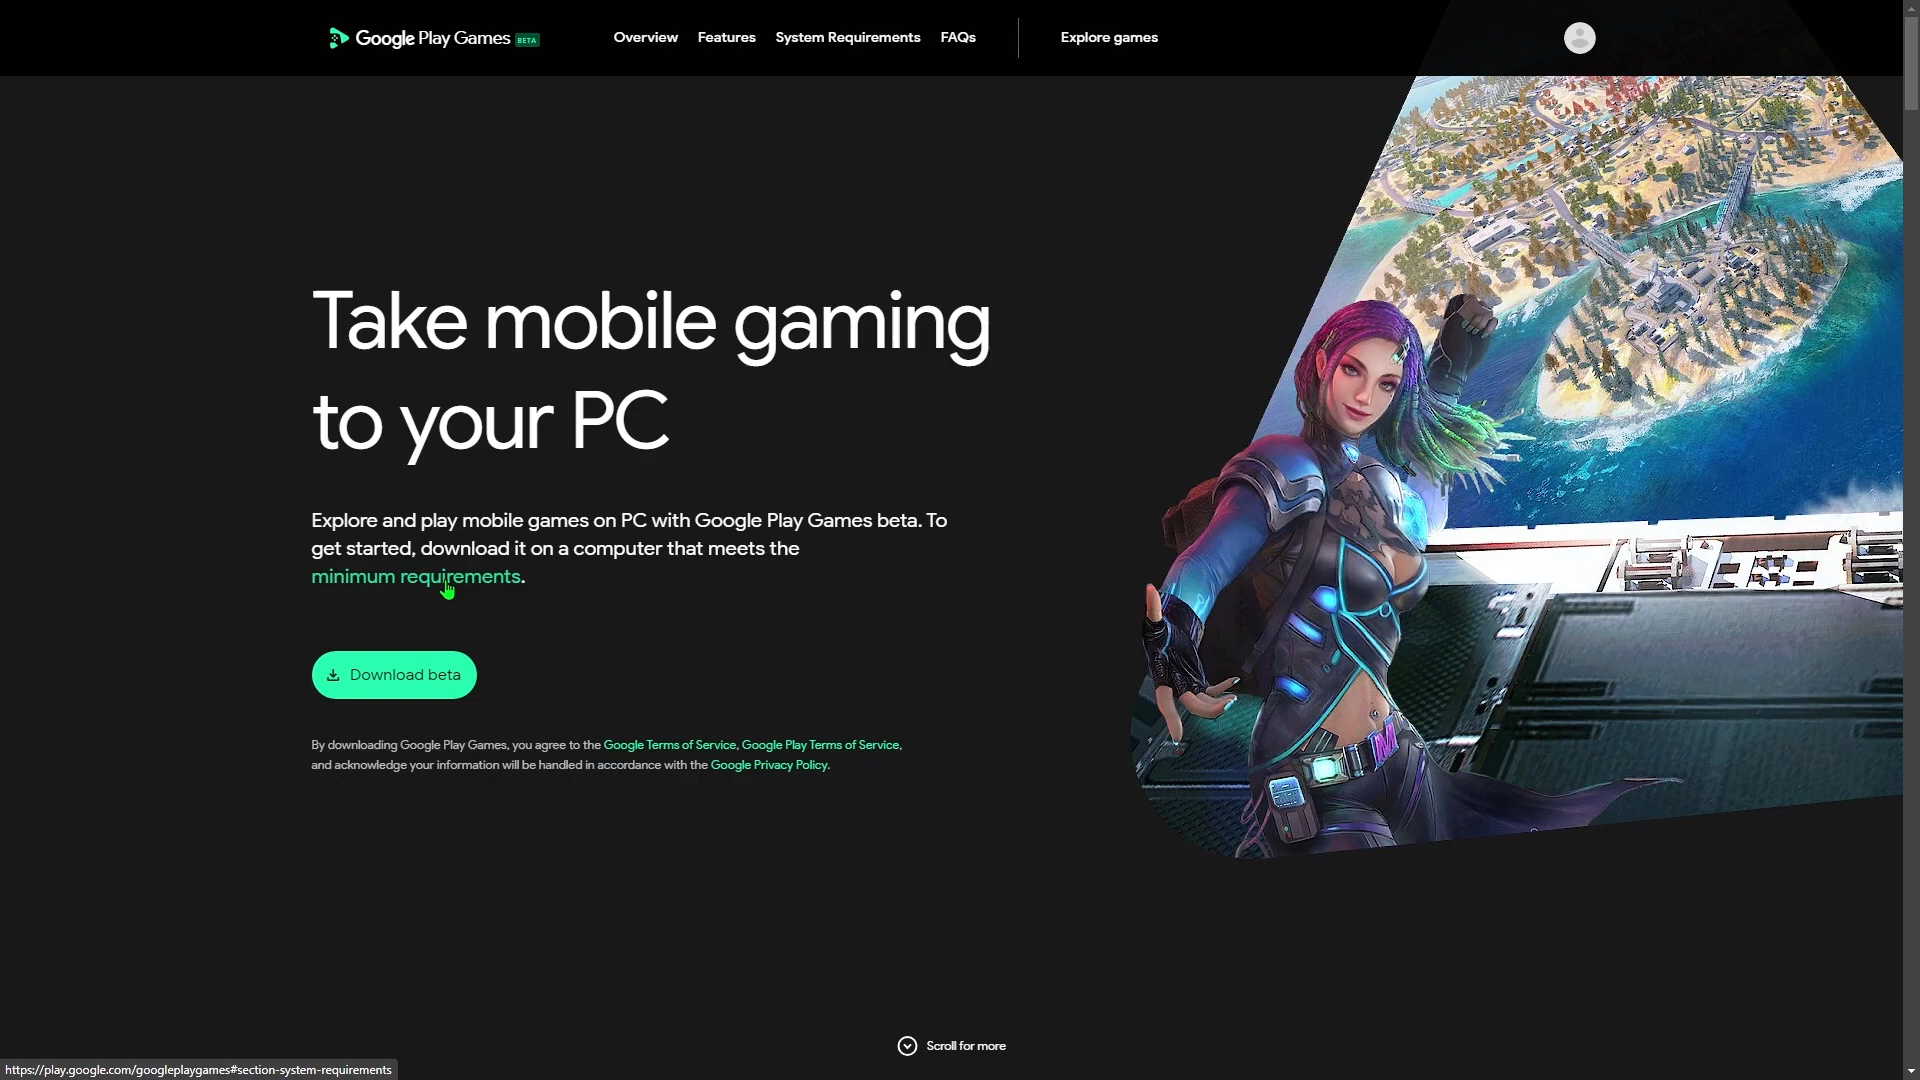 Google Play Games BETA
Overview Features System Requirements FAQs Explore games
Take mobile gaming
to your PC
Explore and play mobile games on PC with Google Play Games beta. To
get started, download it on a computer that meets the
minimum requirements.
Download beta
By downloading Google Play Games, you agree to the Google Terms of Service, Google Play Terms of Service,
and acknowledge your information will be handled in accordance with the Google Privacy Policy.
Scroll for more
https://play.google.com/googleplaygames#section-system-requirements